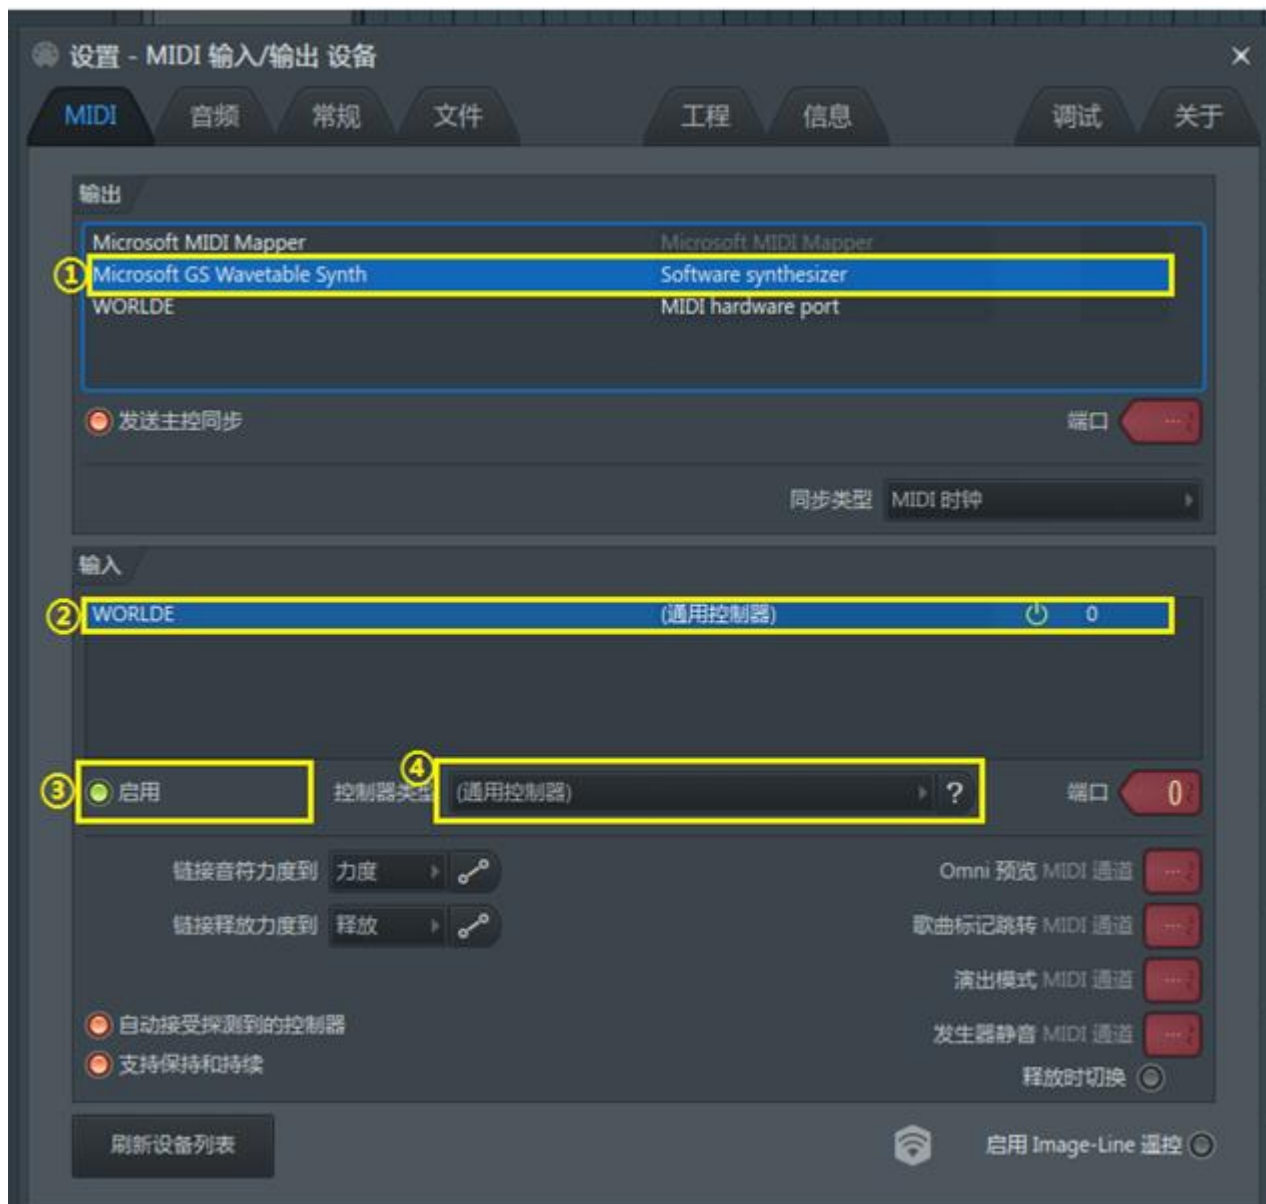 设置 - MIDI 输入/输出 设备
MIDI 音频 常规 文件 工程 信息 调试 关于
输出
Microsoft MIDI Mapper Microsoft MIDI Mapper
① Microsoft GS Wavetable Synth Software synthesizer
WORLDE MIDI hardware port
发送主控同步 端口 ...
同步类型 MIDI 时钟
输入
② WORLDE (通用控制器) 0
③ 启用 控制器类型 ④ (通用控制器) ? 端口 0
链接音符力度到 力度 Omni 预览 MIDI 通道 ...
链接释放力度到 释放 歌曲标记跳转 MIDI 通道 ...
演出模式 MIDI 通道 ...
自动接受探测到的控制器 发生器静音 MIDI 通道 ...
支持保持和持续 释放时切换
刷新设备列表 启用 Image-Line 遥控